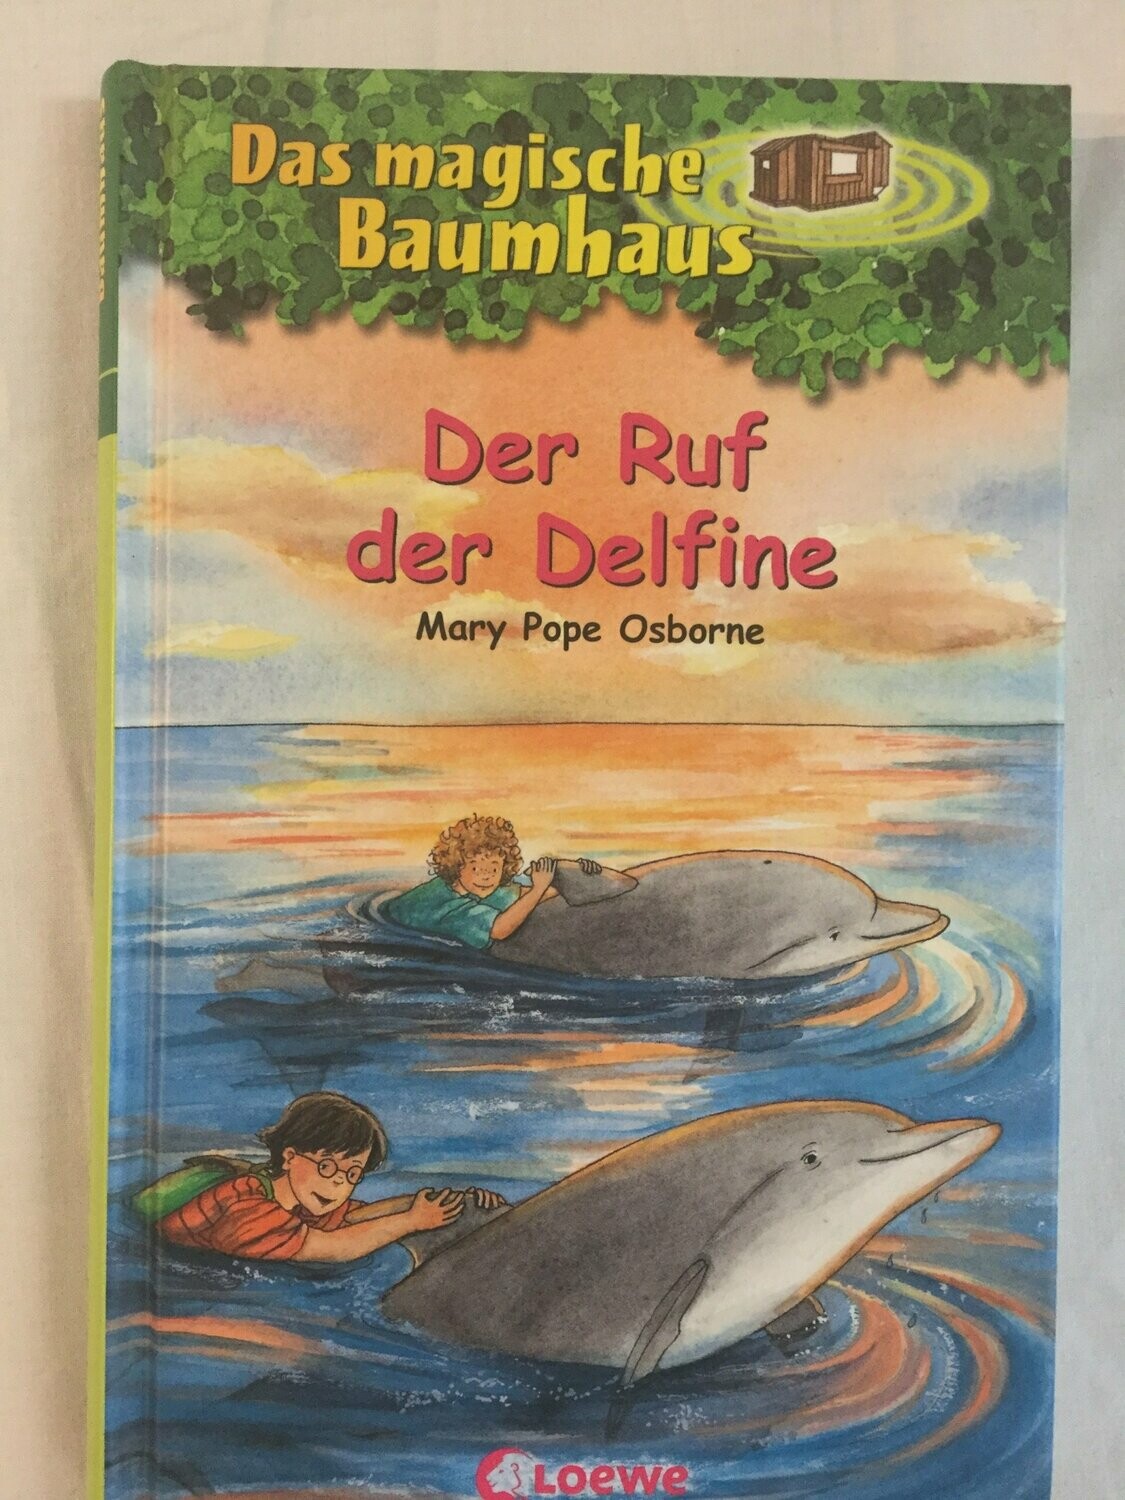 Das magische
Baumhaus
Der Ruf
der Delfine
Mary Pope Osborne
Loewe